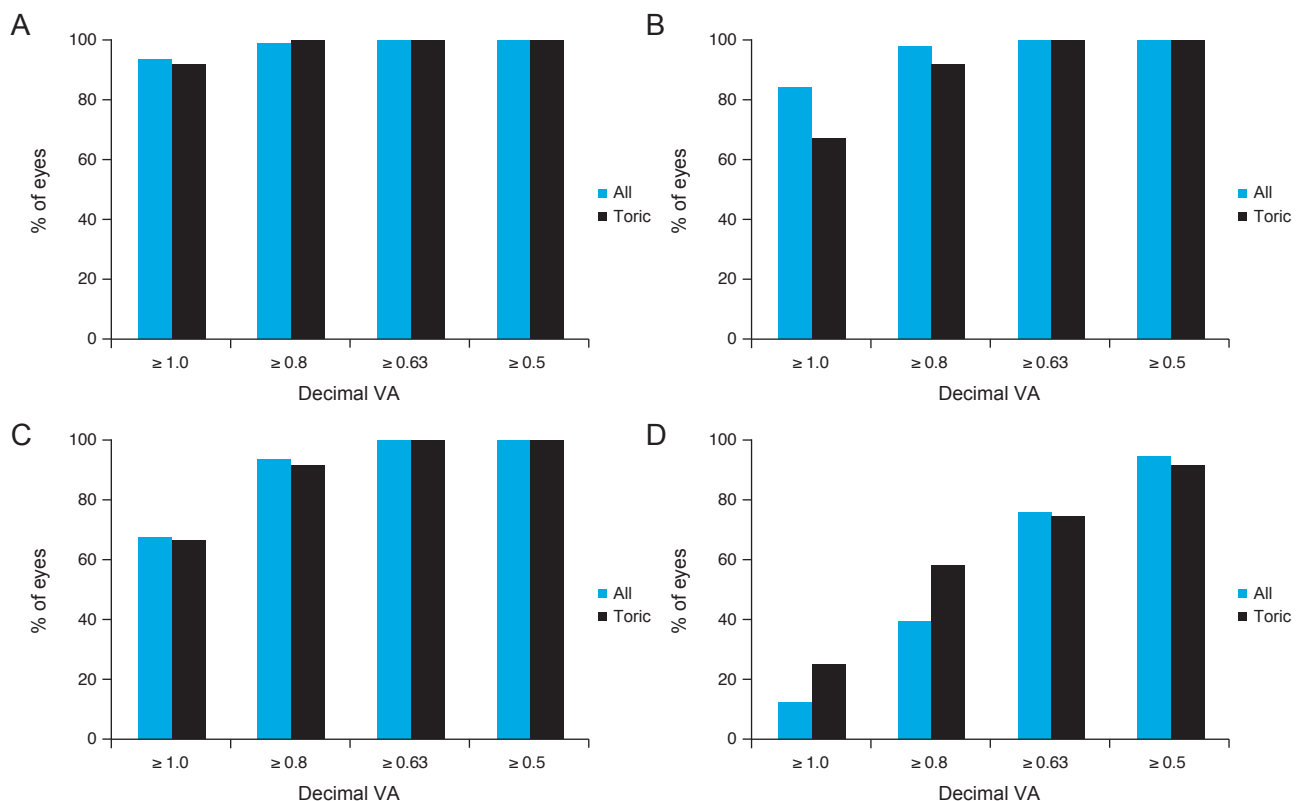 A
% of eyes
100
80
60
40
20
0
≥ 1.0
≥ 0.8
≥ 0.63
≥ 0.5
Decimal VA
All
Toric
B
% of eyes
100
80
60
40
20
0
≥ 1.0
≥ 0.8
≥ 0.63
≥ 0.5
Decimal VA
All
Toric
C
% of eyes
100
80
60
40
20
0
≥ 1.0
≥ 0.8
≥ 0.63
≥ 0.5
Decimal VA
All
Toric
D
% of eyes
100
80
60
40
20
0
≥ 1.0
≥ 0.8
≥ 0.63
≥ 0.5
Decimal VA
All
Toric